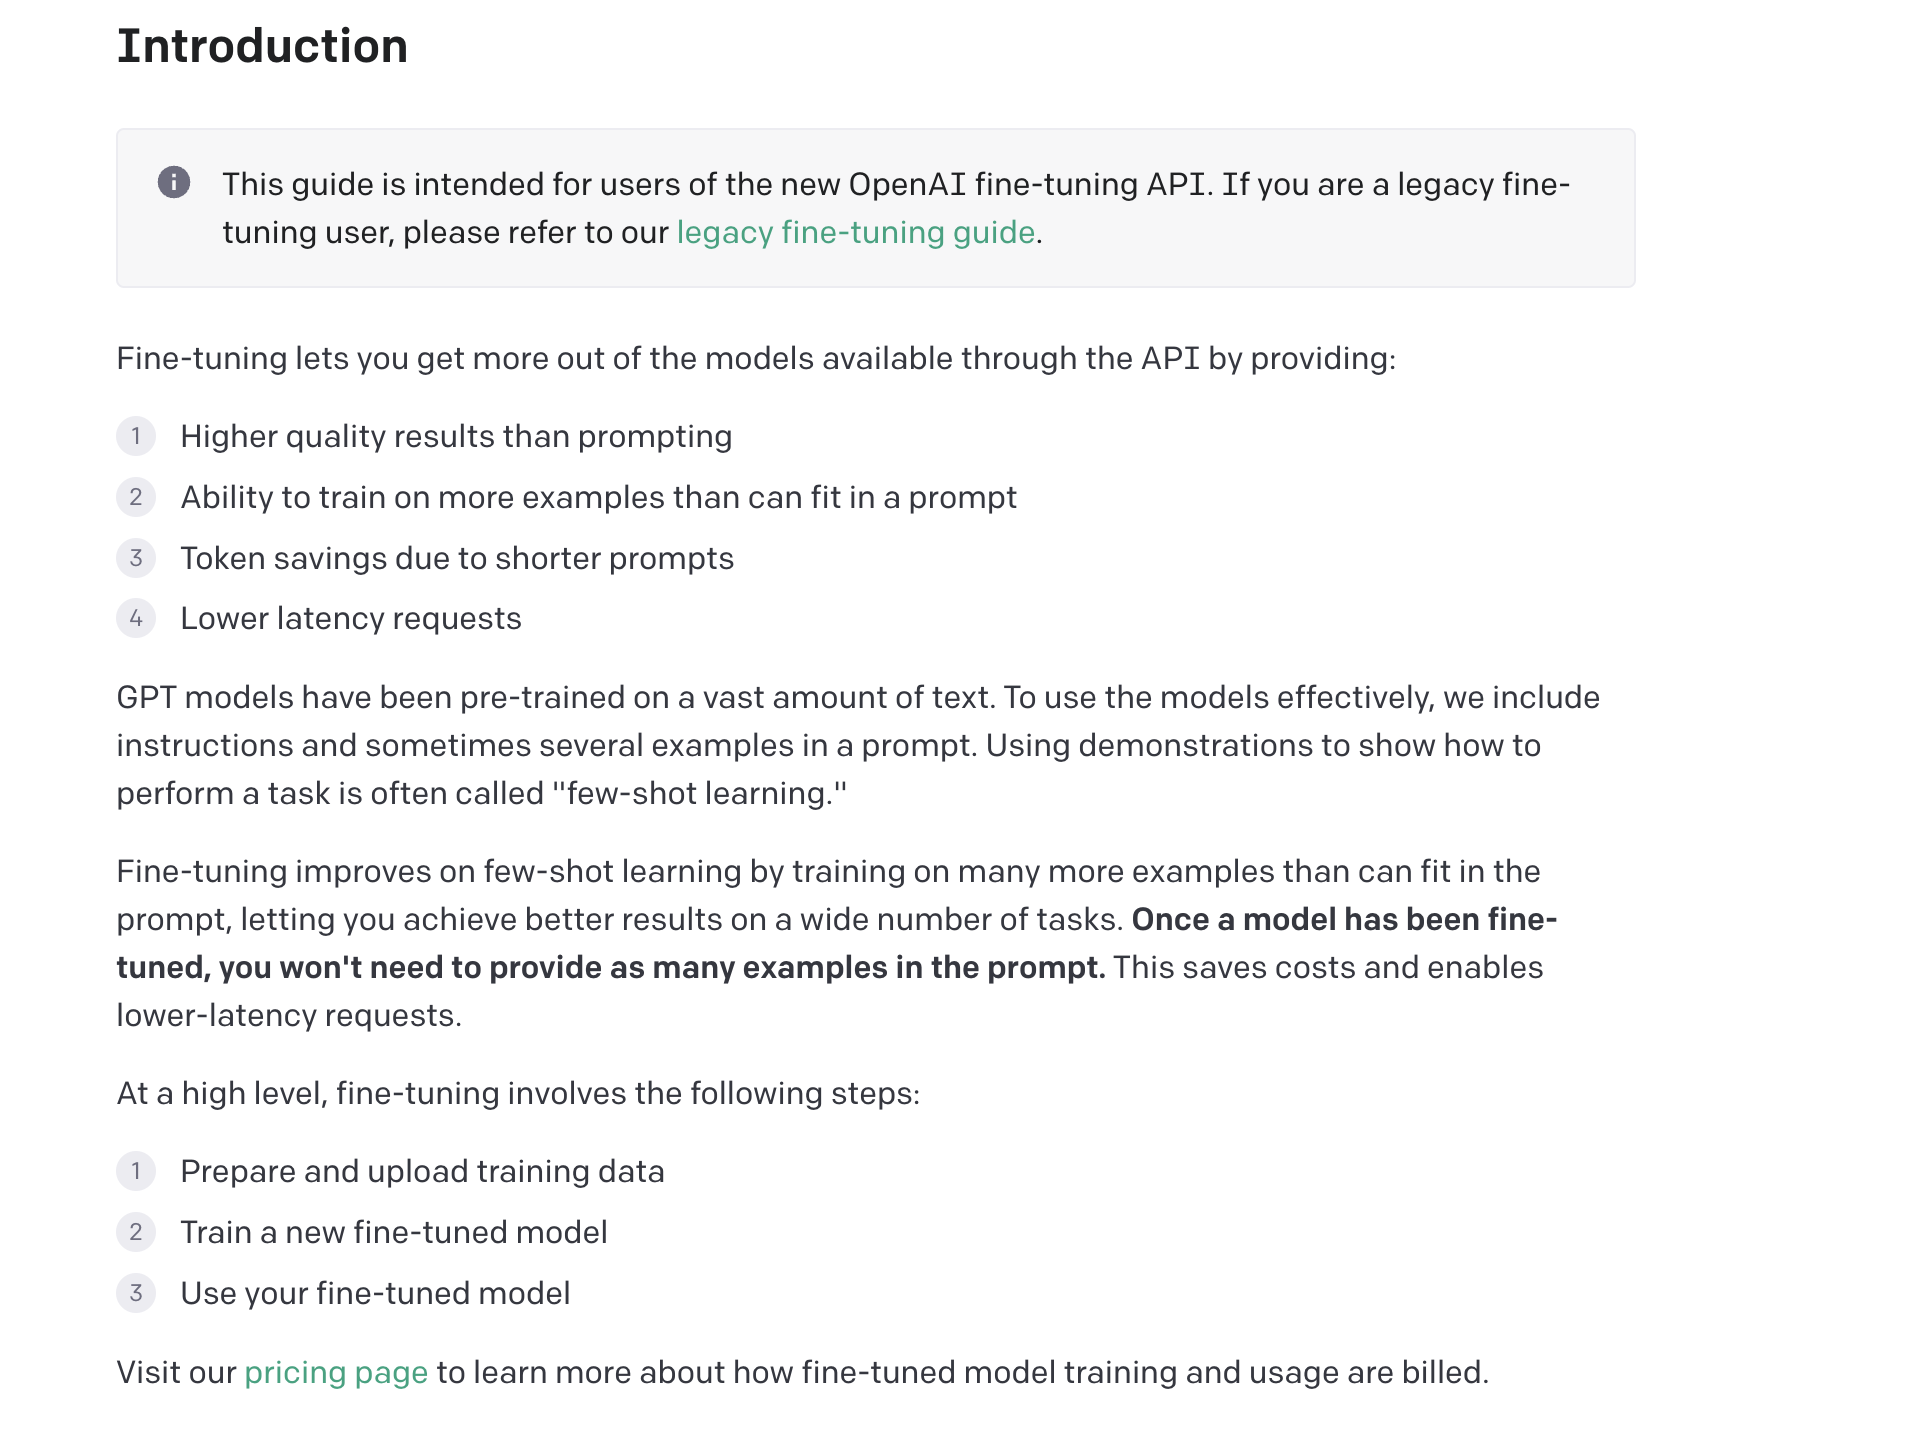 Introduction
This guide is intended for users of the new OpenAI fine-tuning API. If you are a legacy fine-
tuning user, please refer to our legacy fine-tuning guide.
Fine-tuning lets you get more out of the models available through the API by providing:
1 Higher quality results than prompting
2 Ability to train on more examples than can fit in a prompt
3 Token savings due to shorter prompts
4 Lower latency requests
GPT models have been pre-trained on a vast amount of text. To use the models effectively, we include
instructions and sometimes several examples in a prompt. Using demonstrations to show how to
perform a task is often called "few-shot learning."
Fine-tuning improves on few-shot learning by training on many more examples than can fit in the
prompt, letting you achieve better results on a wide number of tasks. Once a model has been fine-
tuned, you won't need to provide as many examples in the prompt. This saves costs and enables
lower-latency requests.
At a high level, fine-tuning involves the following steps:
1 Prepare and upload training data
2 Train a new fine-tuned model
3 Use your fine-tuned model
Visit our pricing page to learn more about how fine-tuned model training and usage are billed.